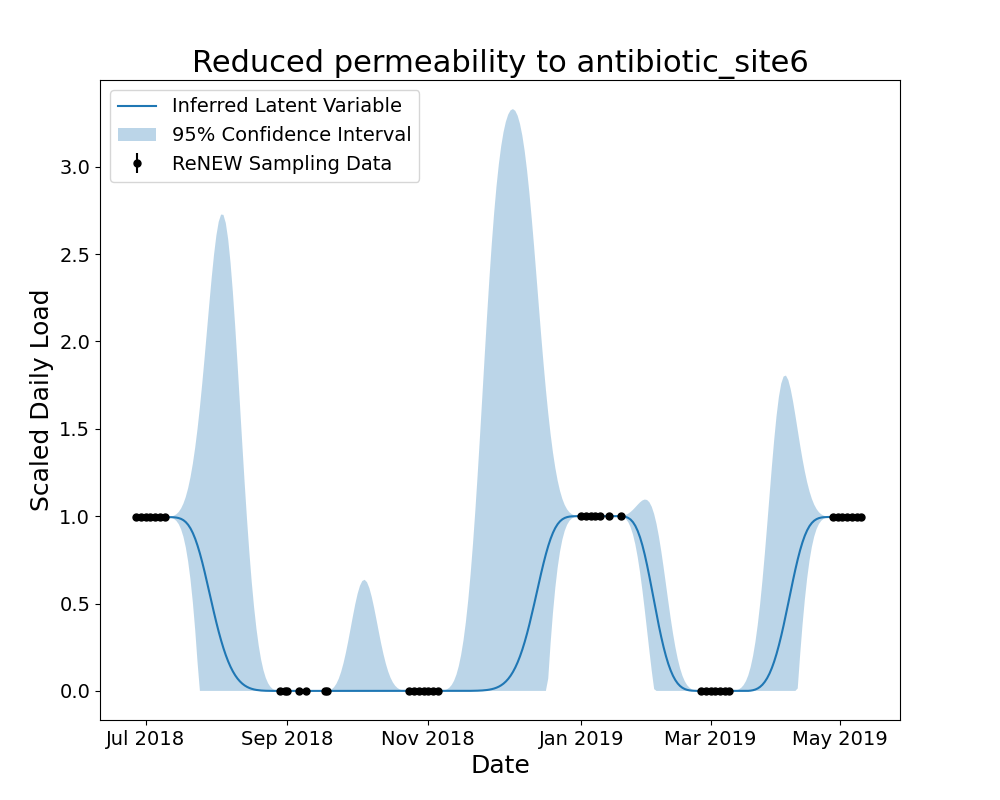 Reduced permeability to antibiotic_site6
Inferred Latent Variable
95% Confidence Interval
ReNEW Sampling Data
Scaled Daily Load
3.0
2.5
2.0
1.5
1.0
0.5
0.0
Jul 2018 Sep 2018 Nov 2018 Jan 2019 Mar 2019 May 2019
Date